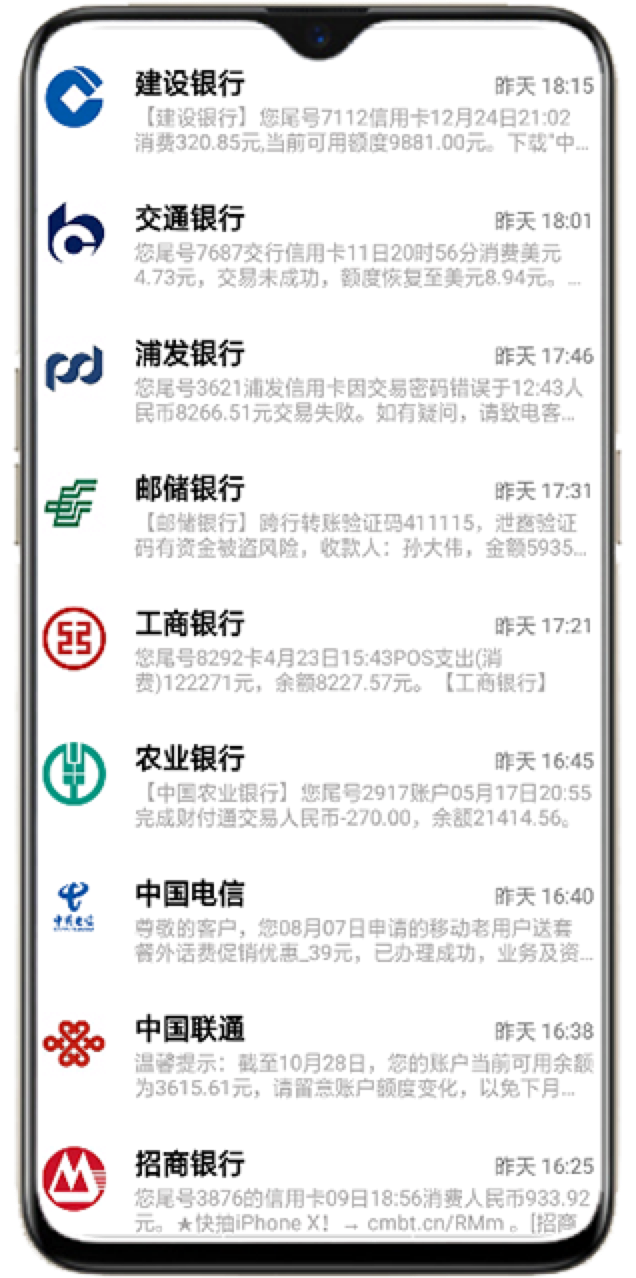 建设银行
昨天 18:15
【建设银行】您尾号7112信用卡12月24日21:02
消费320.85元,当前可用额度9881.00元。下载"中...
交通银行
昨天 18:01
您尾号7687交行信用卡11日20时56分消费美元
4.73元，交易未成功，额度恢复至美元8.94元。...
浦发银行
昨天 17:46
您尾号3621浦发信用卡因交易密码错误于12:43人
民币8266.51元交易失败。如有疑问，请致电客...
邮储银行
昨天 17:31
【邮储银行】跨行转账验证码411115，泄露验证
码有资金被盗风险，收款人：孙大伟，金额5935...
工商银行
昨天 17:21
您尾号8292卡4月23日15:43POS支出(消
费)122271元，余额8227.57元。【工商银行】
农业银行
昨天 16:45
【中国农业银行】您尾号2917账户05月17日20:55
完成财付通交易人民币-270.00，余额21414.56。
中国电信
中国电信
昨天 16:40
尊敬的客户，您08月07日申请的移动老用户送套
餐外话费促销优惠_39元，已办理成功，业务及资...
中国联通
昨天 16:38
温馨提示：截至10月28日，您的账户当前可用余额
为3615.61元，请留意账户额度变化，以免下月...
招商银行
昨天 16:25
您尾号3876的信用卡09日18:56消费人民币933.92
元。★快抽iPhone X！→ cmbt.cn/RMm 。[招商